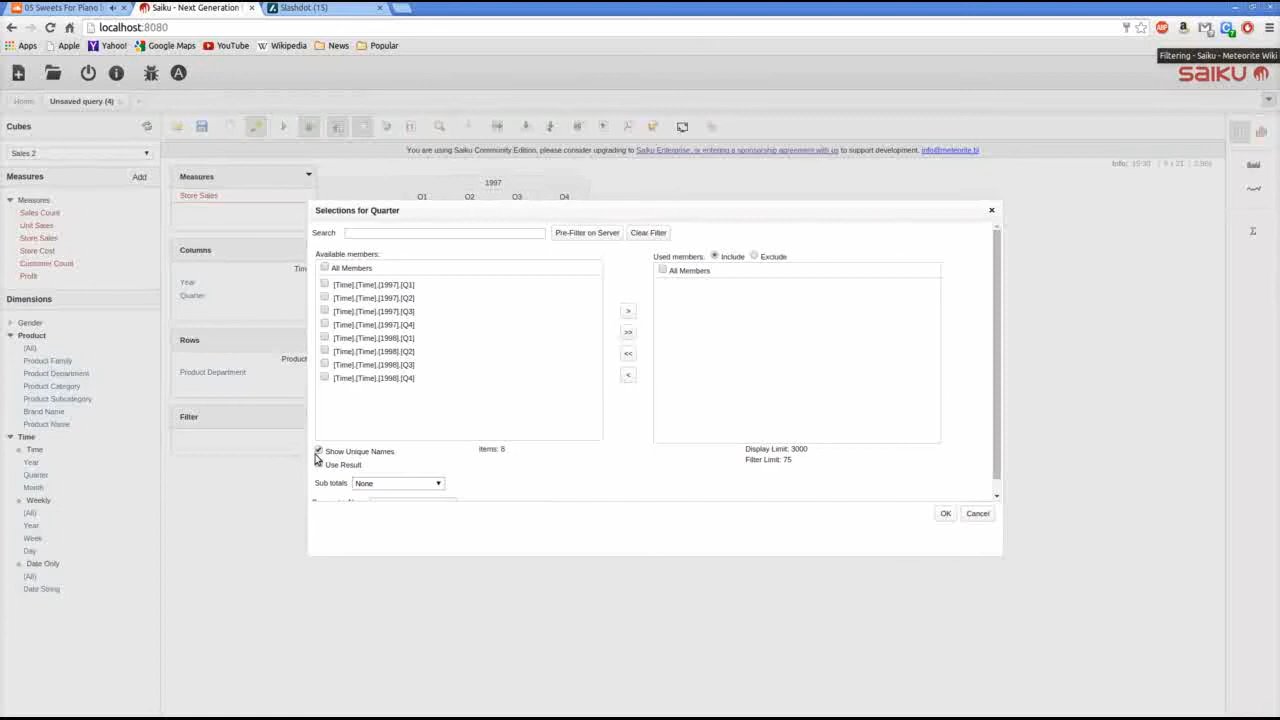 05 Sweets For Piano
Saiku - Next Generation
Slashdot (15)
localhost:8080
Apps
Apple
Yahoo!
Google Maps
YouTube
Wikipedia
News
Popular
Filtering - Saiku - Meteorite Wiki
saiku
Home
Unsaved query (4)
Cubes
Sales 2
You are using Saiku Community Edition, please consider upgrading to Saiku Enterprise, or entering a sponsorship agreement with us to support development. info@meteorite.bi
Measures
Add
Measures
Sales Count
Unit Sales
Store Sales
Store Cost
Customer Count
Profit
Dimensions
Gender
Product
(All)
Product Family
Product Department
Product Category
Product Subcategory
Brand Name
Product Name
Time
Time
Year
Quarter
Month
Weekly
(All)
Year
Week
Day
Date Only
(All)
Date String
Measures
Store Sales
Columns
Time
Year
Quarter
Rows
Product
Product Department
Filter
1997
Q1
Q2
Q3
Q4
Selections for Quarter
Search
Pre-Filter on Server
Clear Filter
Available members:
All Members
[Time].[Time].[1997].[Q1]
[Time].[Time].[1997].[Q2]
[Time].[Time].[1997].[Q3]
[Time].[Time].[1997].[Q4]
[Time].[Time].[1998].[Q1]
[Time].[Time].[1998].[Q2]
[Time].[Time].[1998].[Q3]
[Time].[Time].[1998].[Q4]
>
>>
<<
<
Used members.
Include
Exclude
All Members
Show Unique Names
Items: 8
Use Result
Sub totals
None
Display Limit: 3000
Filter Limit: 75
OK
Cancel